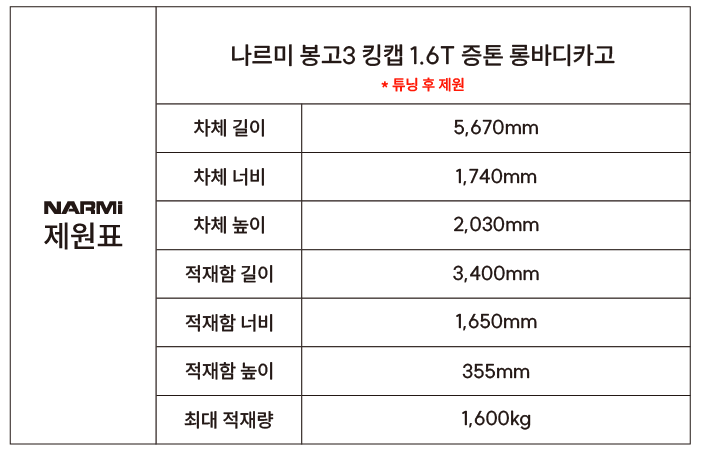 나르미 봉고3 킹캡 1.6T 증톤 롱바디카고
* 튜닝 후 제원
NARMi
제원표
차체 길이 5,670mm
차체 너비 1,740mm
차체 높이 2,030mm
적재함 길이 3,400mm
적재함 너비 1,650mm
적재함 높이 355mm
최대 적재량 1,600kg